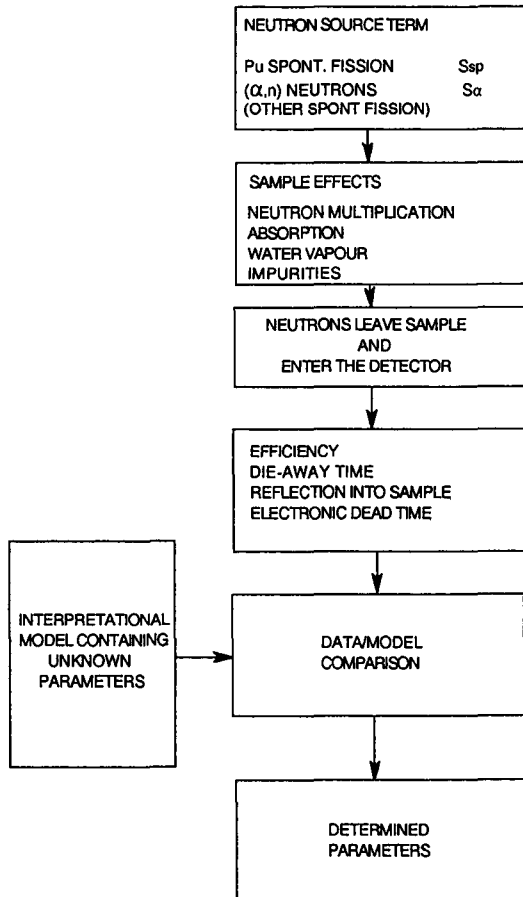 NEUTRON SOURCE TERM
Pu SPONT. FISSION Ssp
(α,n) NEUTRONS Sα
(OTHER SPONT FISSION)
SAMPLE EFFECTS
NEUTRON MULTIPLICATION
ABSORPTION
WATER VAPOUR
IMPURITIES
NEUTRONS LEAVE SAMPLE
AND
ENTER THE DETECTOR
EFFICIENCY
DIE-AWAY TIME
REFLECTION INTO SAMPLE
ELECTRONIC DEAD TIME
INTERPRETATIONAL
MODEL CONTAINING
UNKNOWN
PARAMETERS
DATA/MODEL
COMPARISON
DETERMINED
PARAMETERS